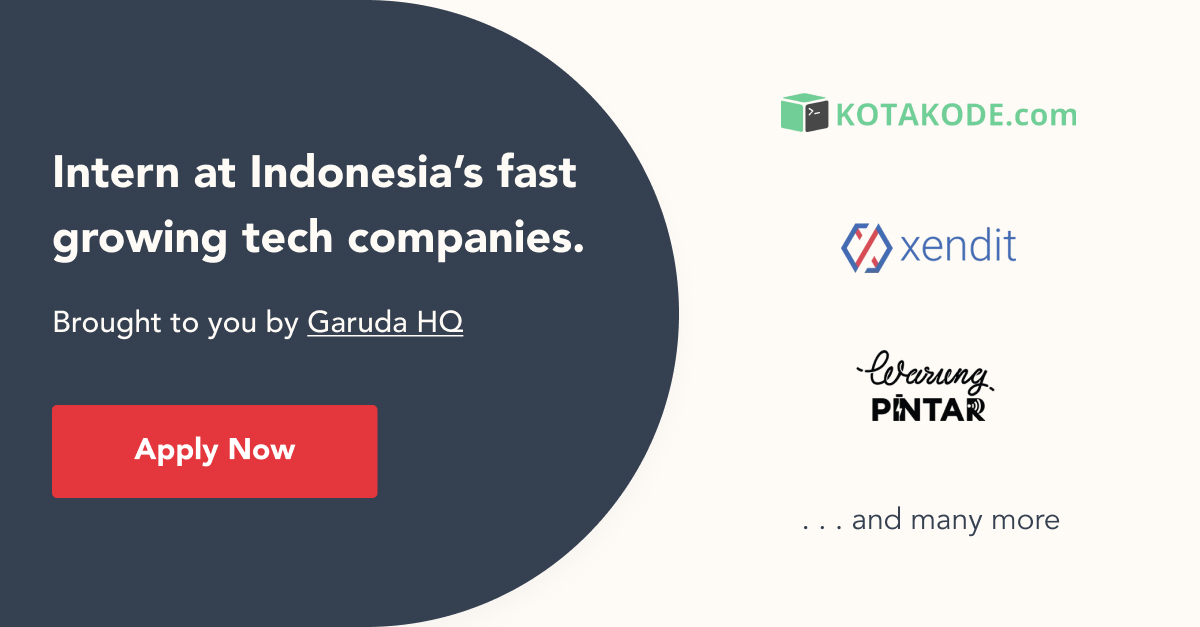 Intern at Indonesia’s fast
growing tech companies.
Brought to you by Garuda HQ
Apply Now
KOTAKODE.com
xendit
Warung
PINTAR
. . . and many more